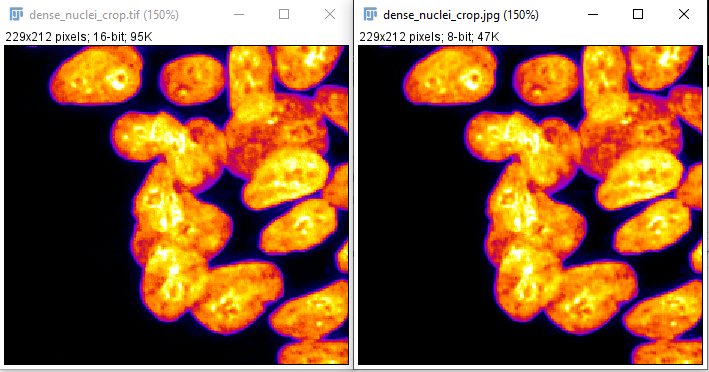 dense_nuclei_crop.tif (150%)
229x212 pixels; 16-bit; 95K
dense_nuclei_crop.jpg (150%)
229x212 pixels; 8-bit; 47K